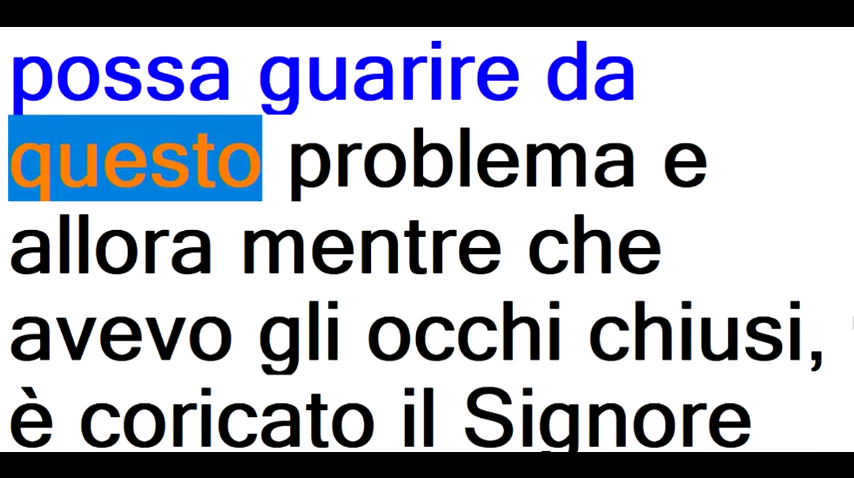 possa guarire da
questo problema e
allora mentre che
avevo gli occhi chiusi,
è coricato il Signore